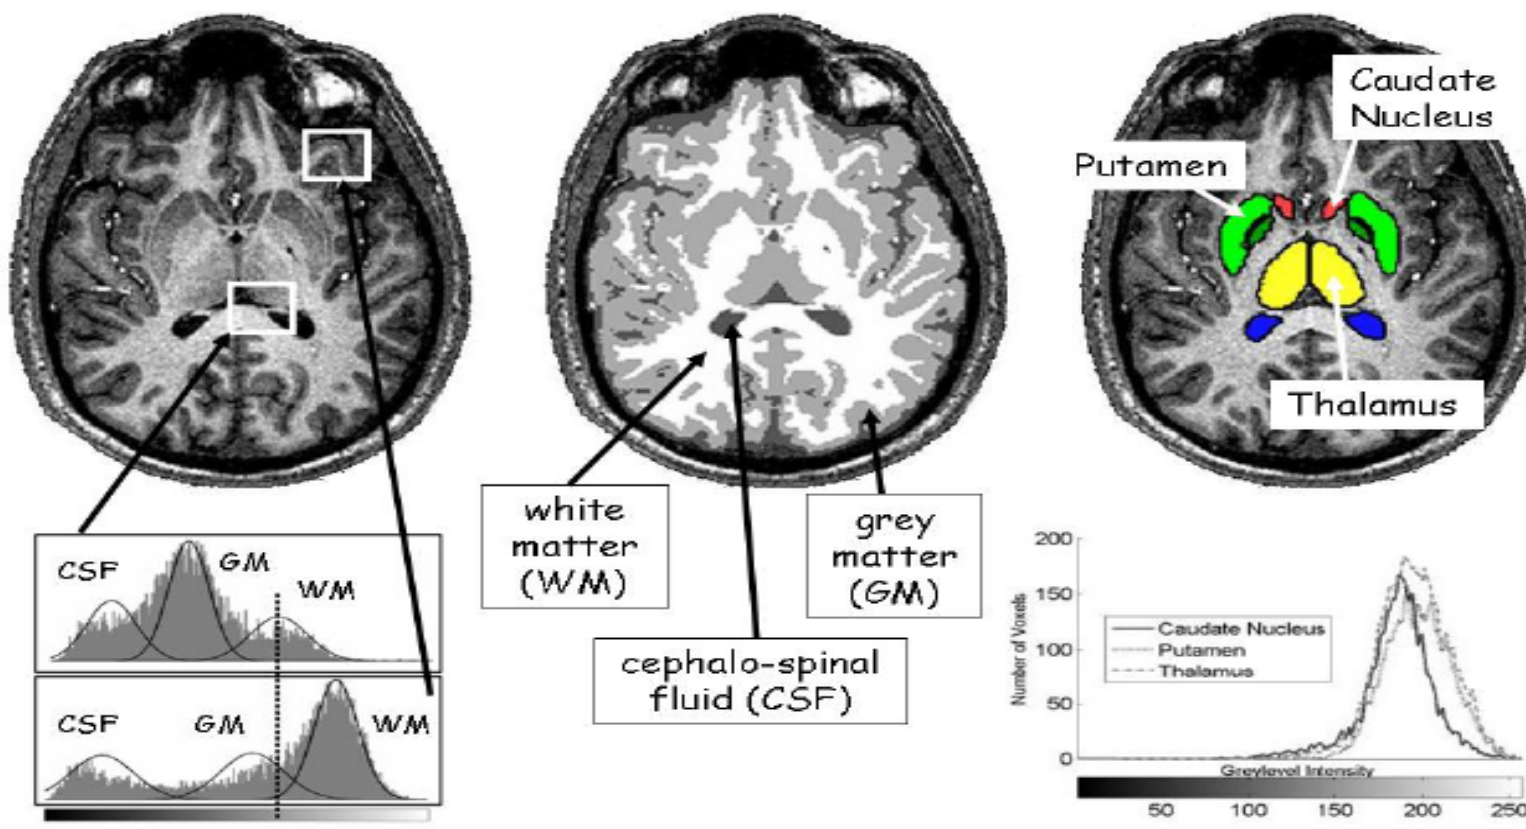 Caudate
Nucleus
Putamen
Thalamus
white
matter
(WM)
grey
matter
(GM)
cephalo-spinal
fluid (CSF)
CSF
GM
WM
CSF
GM
WM
200
150
100
50
0
Number of Voxels
Caudate Nucleus
Putamen
Thalamus
Greylevel Intensity
50 100 150 200 250